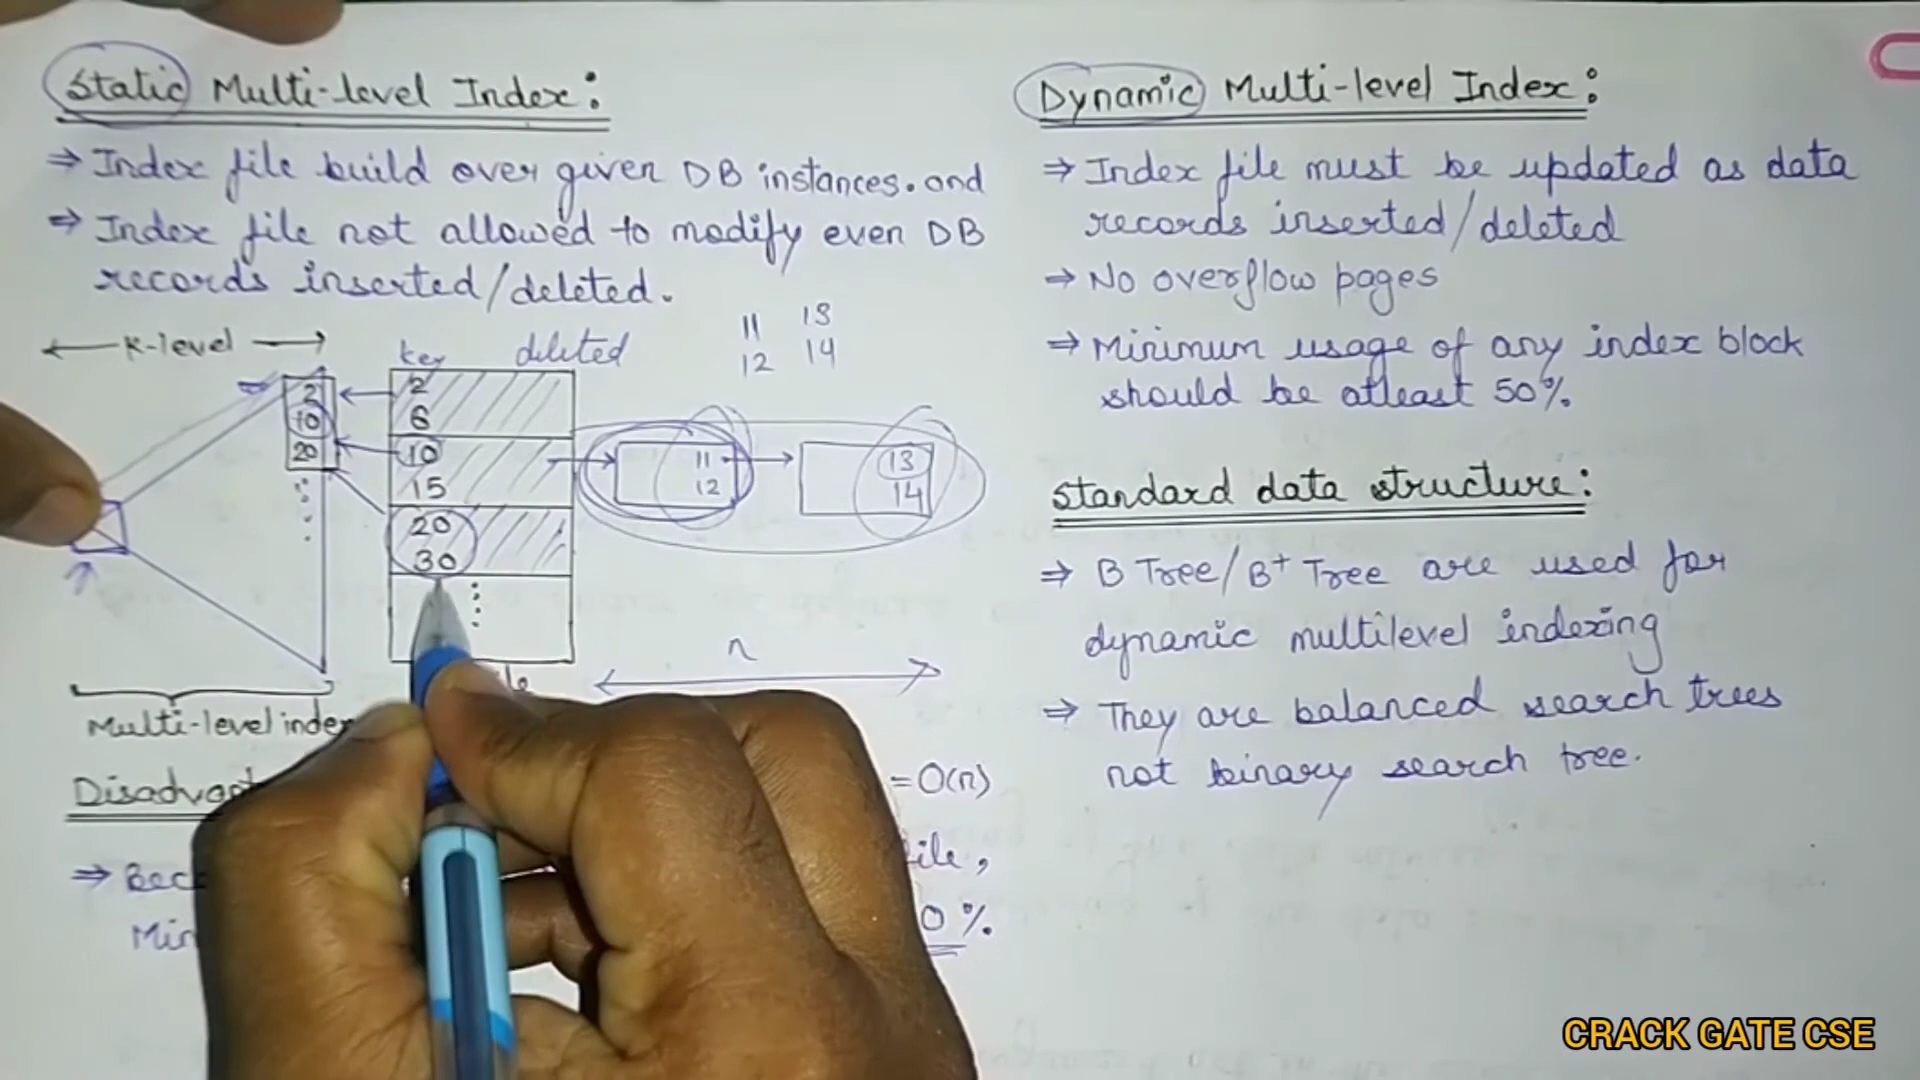 Static Multi-level Index:
⇒ Index file build over given DB instances. and
⇒ Index file not allowed to modify even DB
records inserted/deleted.
K-level
key
deleted
11 13
12 14
2
10
20
2
6
10
15
20
30
11
12
13
14
n
Multi-level index
= O(n)
0%.
Dynamic Multi-level Index:
⇒ Index file must be updated as data
records inserted/deleted
⇒ No overflow pages
⇒ Minimum usage of any index block
should be atleast 50%.
Standard data structure:
⇒ B Tree/B+ Tree are used for
dynamic multilevel indexing
⇒ They are balanced search trees
not binary search tree.
CRACK GATE CSE